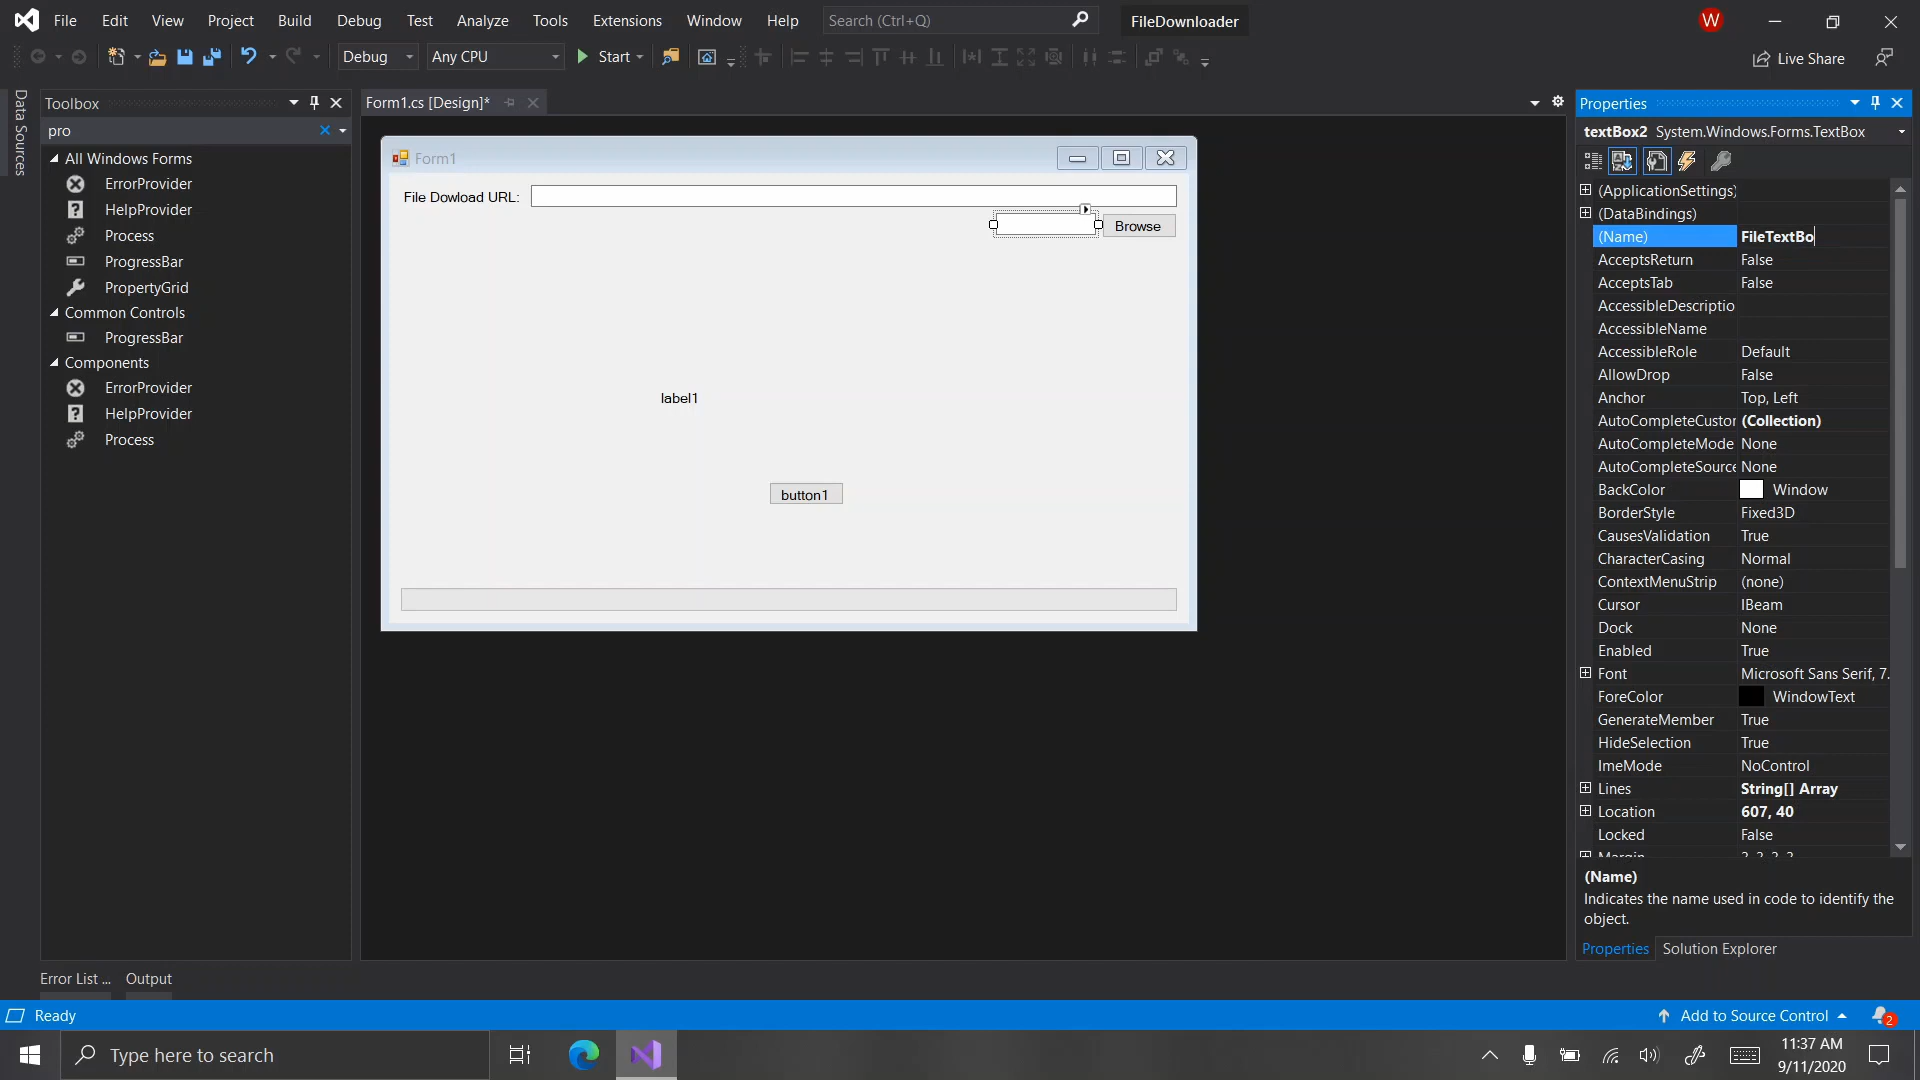 File Edit View Project Build Debug Test Analyze Tools Extensions Window Help Search (Ctrl+Q) FileDownloader W
Debug Any CPU Start Live Share
Data Sources
Toolbox
pro
All Windows Forms
ErrorProvider
HelpProvider
Process
ProgressBar
PropertyGrid
Common Controls
ProgressBar
Components
ErrorProvider
HelpProvider
Process
Form1.cs [Design]*
Form1
File Dowload URL:
Browse
label1
button1
Properties
textBox2 System.Windows.Forms.TextBox
(ApplicationSettings)
(DataBindings)
(Name) FileTextBo
AcceptsReturn False
AcceptsTab False
AccessibleDescriptio
AccessibleName
AccessibleRole Default
AllowDrop False
Anchor Top, Left
AutoCompleteCustor (Collection)
AutoCompleteMode None
AutoCompleteSource None
BackColor Window
BorderStyle Fixed3D
CausesValidation True
CharacterCasing Normal
ContextMenuStrip (none)
Cursor IBeam
Dock None
Enabled True
Font Microsoft Sans Serif, 7.
ForeColor WindowText
GenerateMember True
HideSelection True
ImeMode NoControl
Lines String[] Array
Location 607, 40
Locked False
(Name)
Indicates the name used in code to identify the
object.
Properties Solution Explorer
Error List ... Output
Ready Add to Source Control 2
Type here to search
11:37 AM
9/11/2020